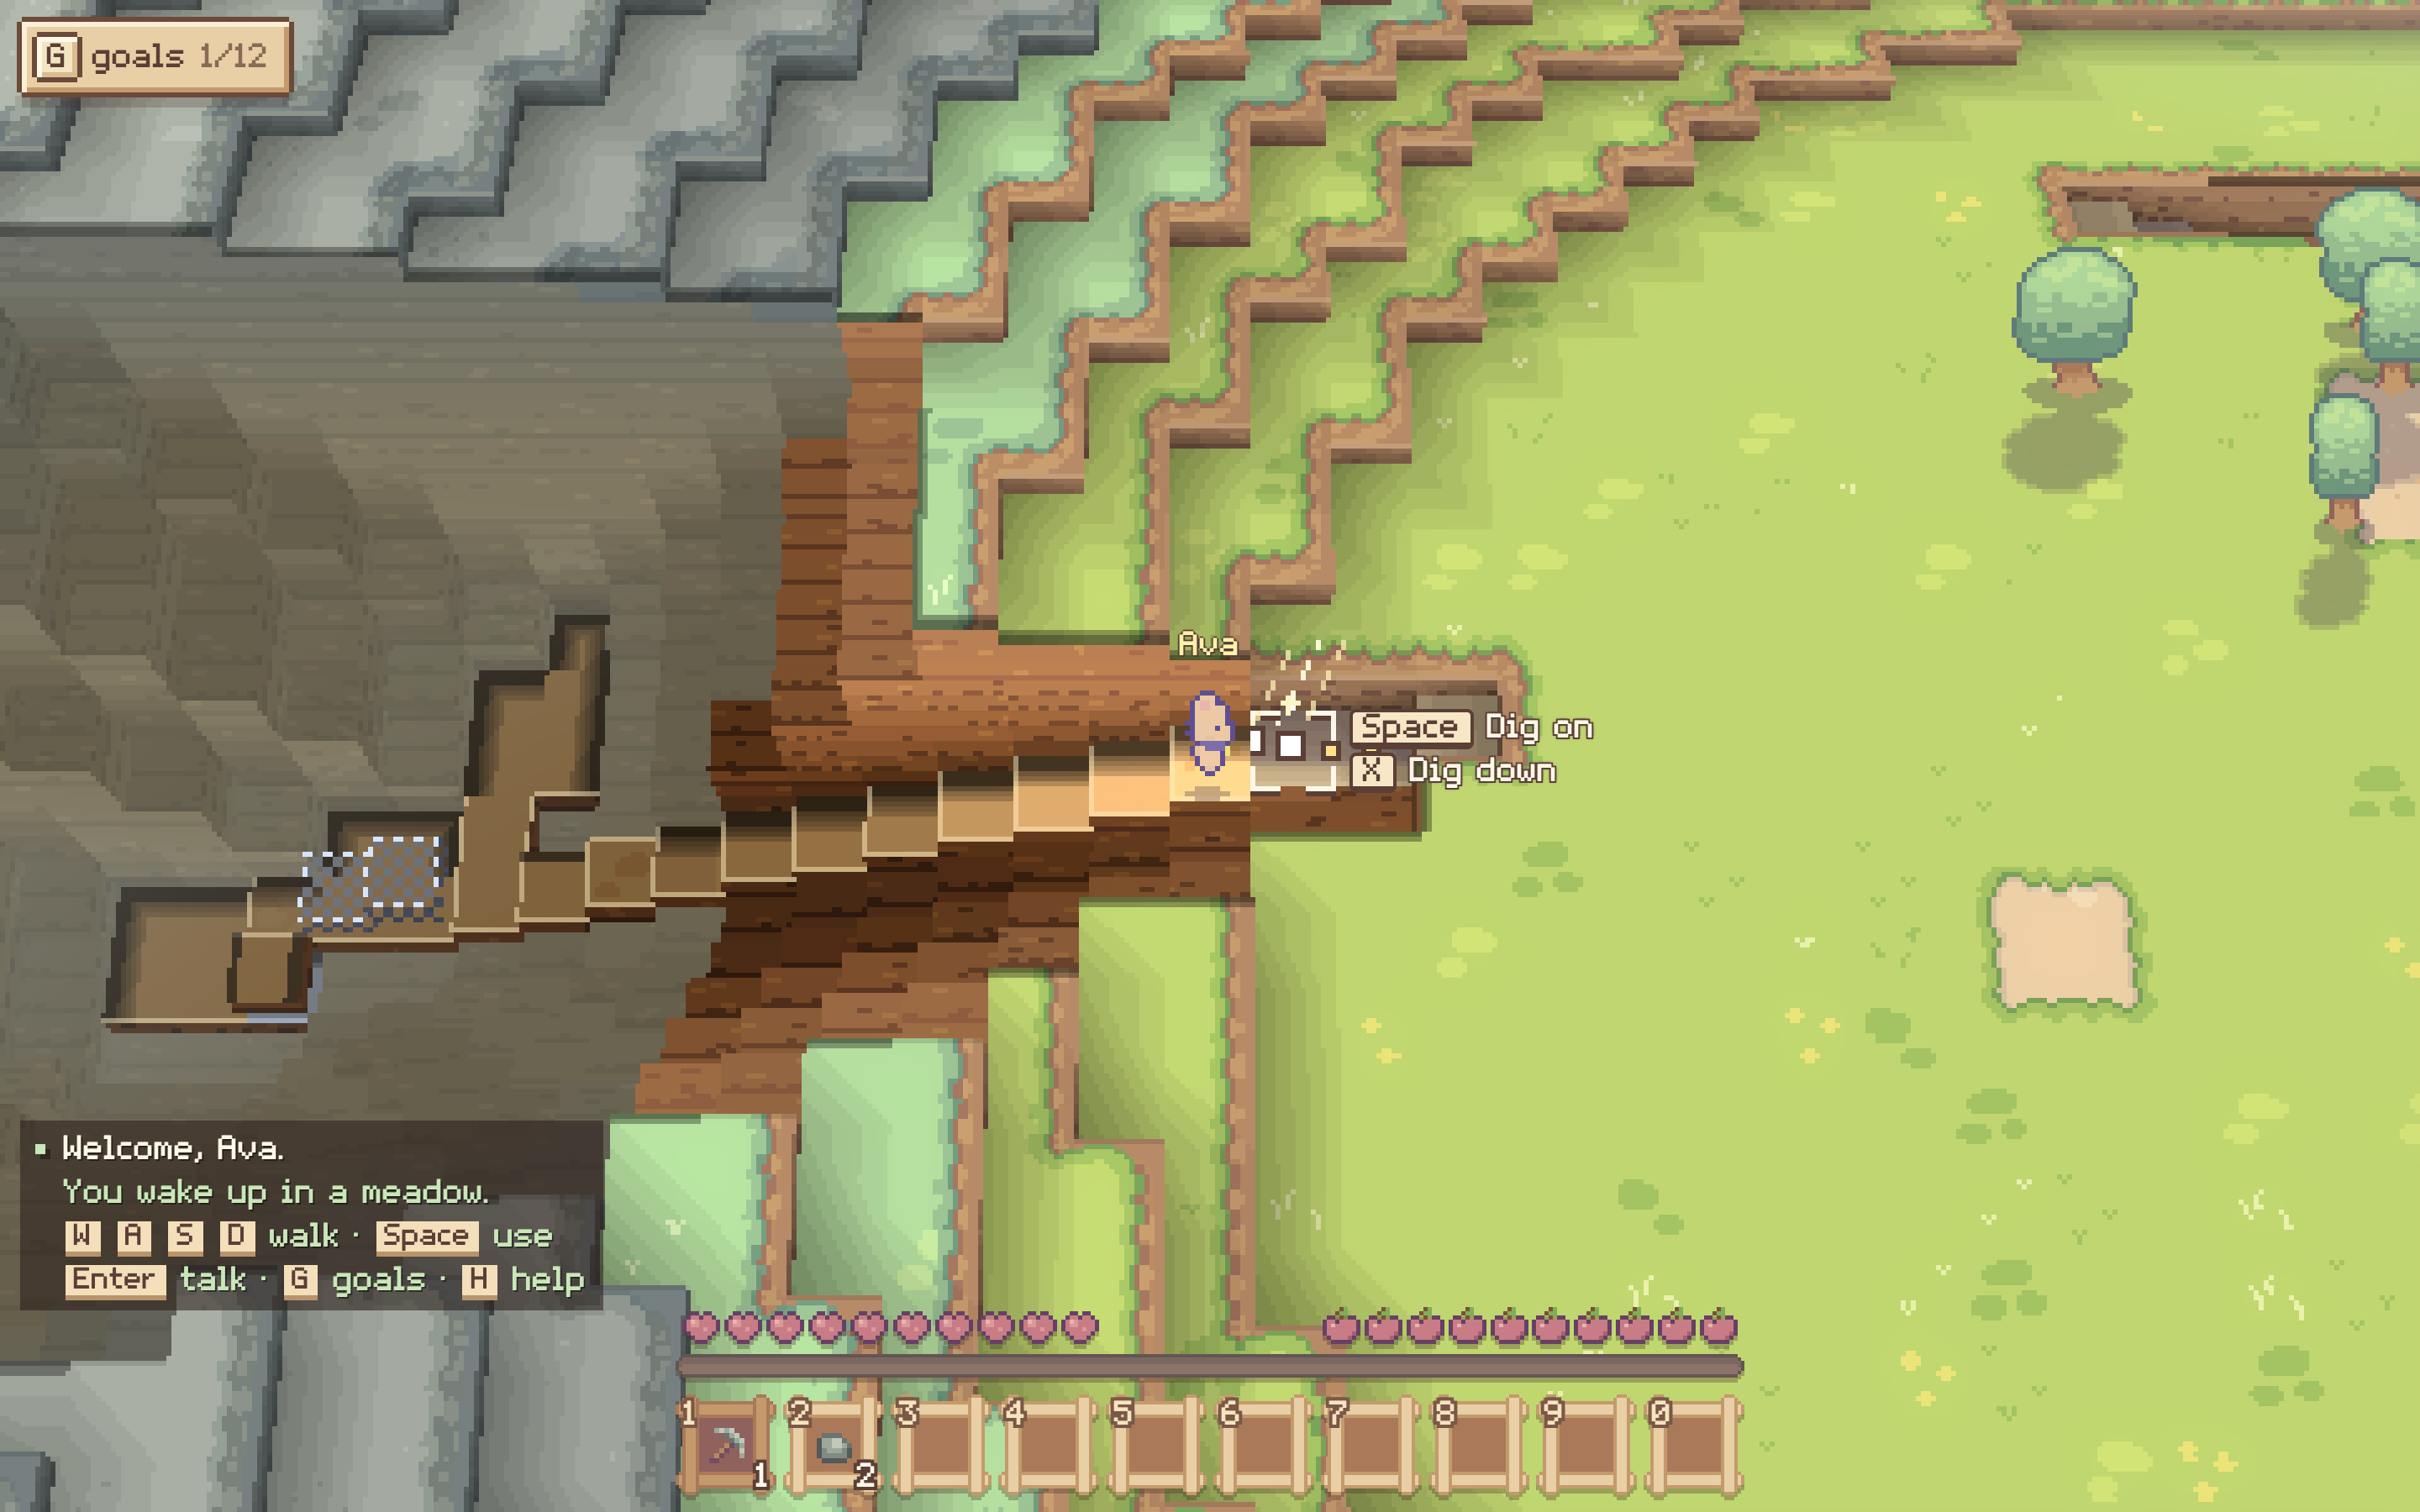 G goals 1/12
Ava
Space Dig on
X Dig down
Welcome, Ava.
You wake up in a meadow.
W A S D walk · Space use
Enter talk · G goals · H help
1 2 3 4 5 6 7 8 9 0
1 2